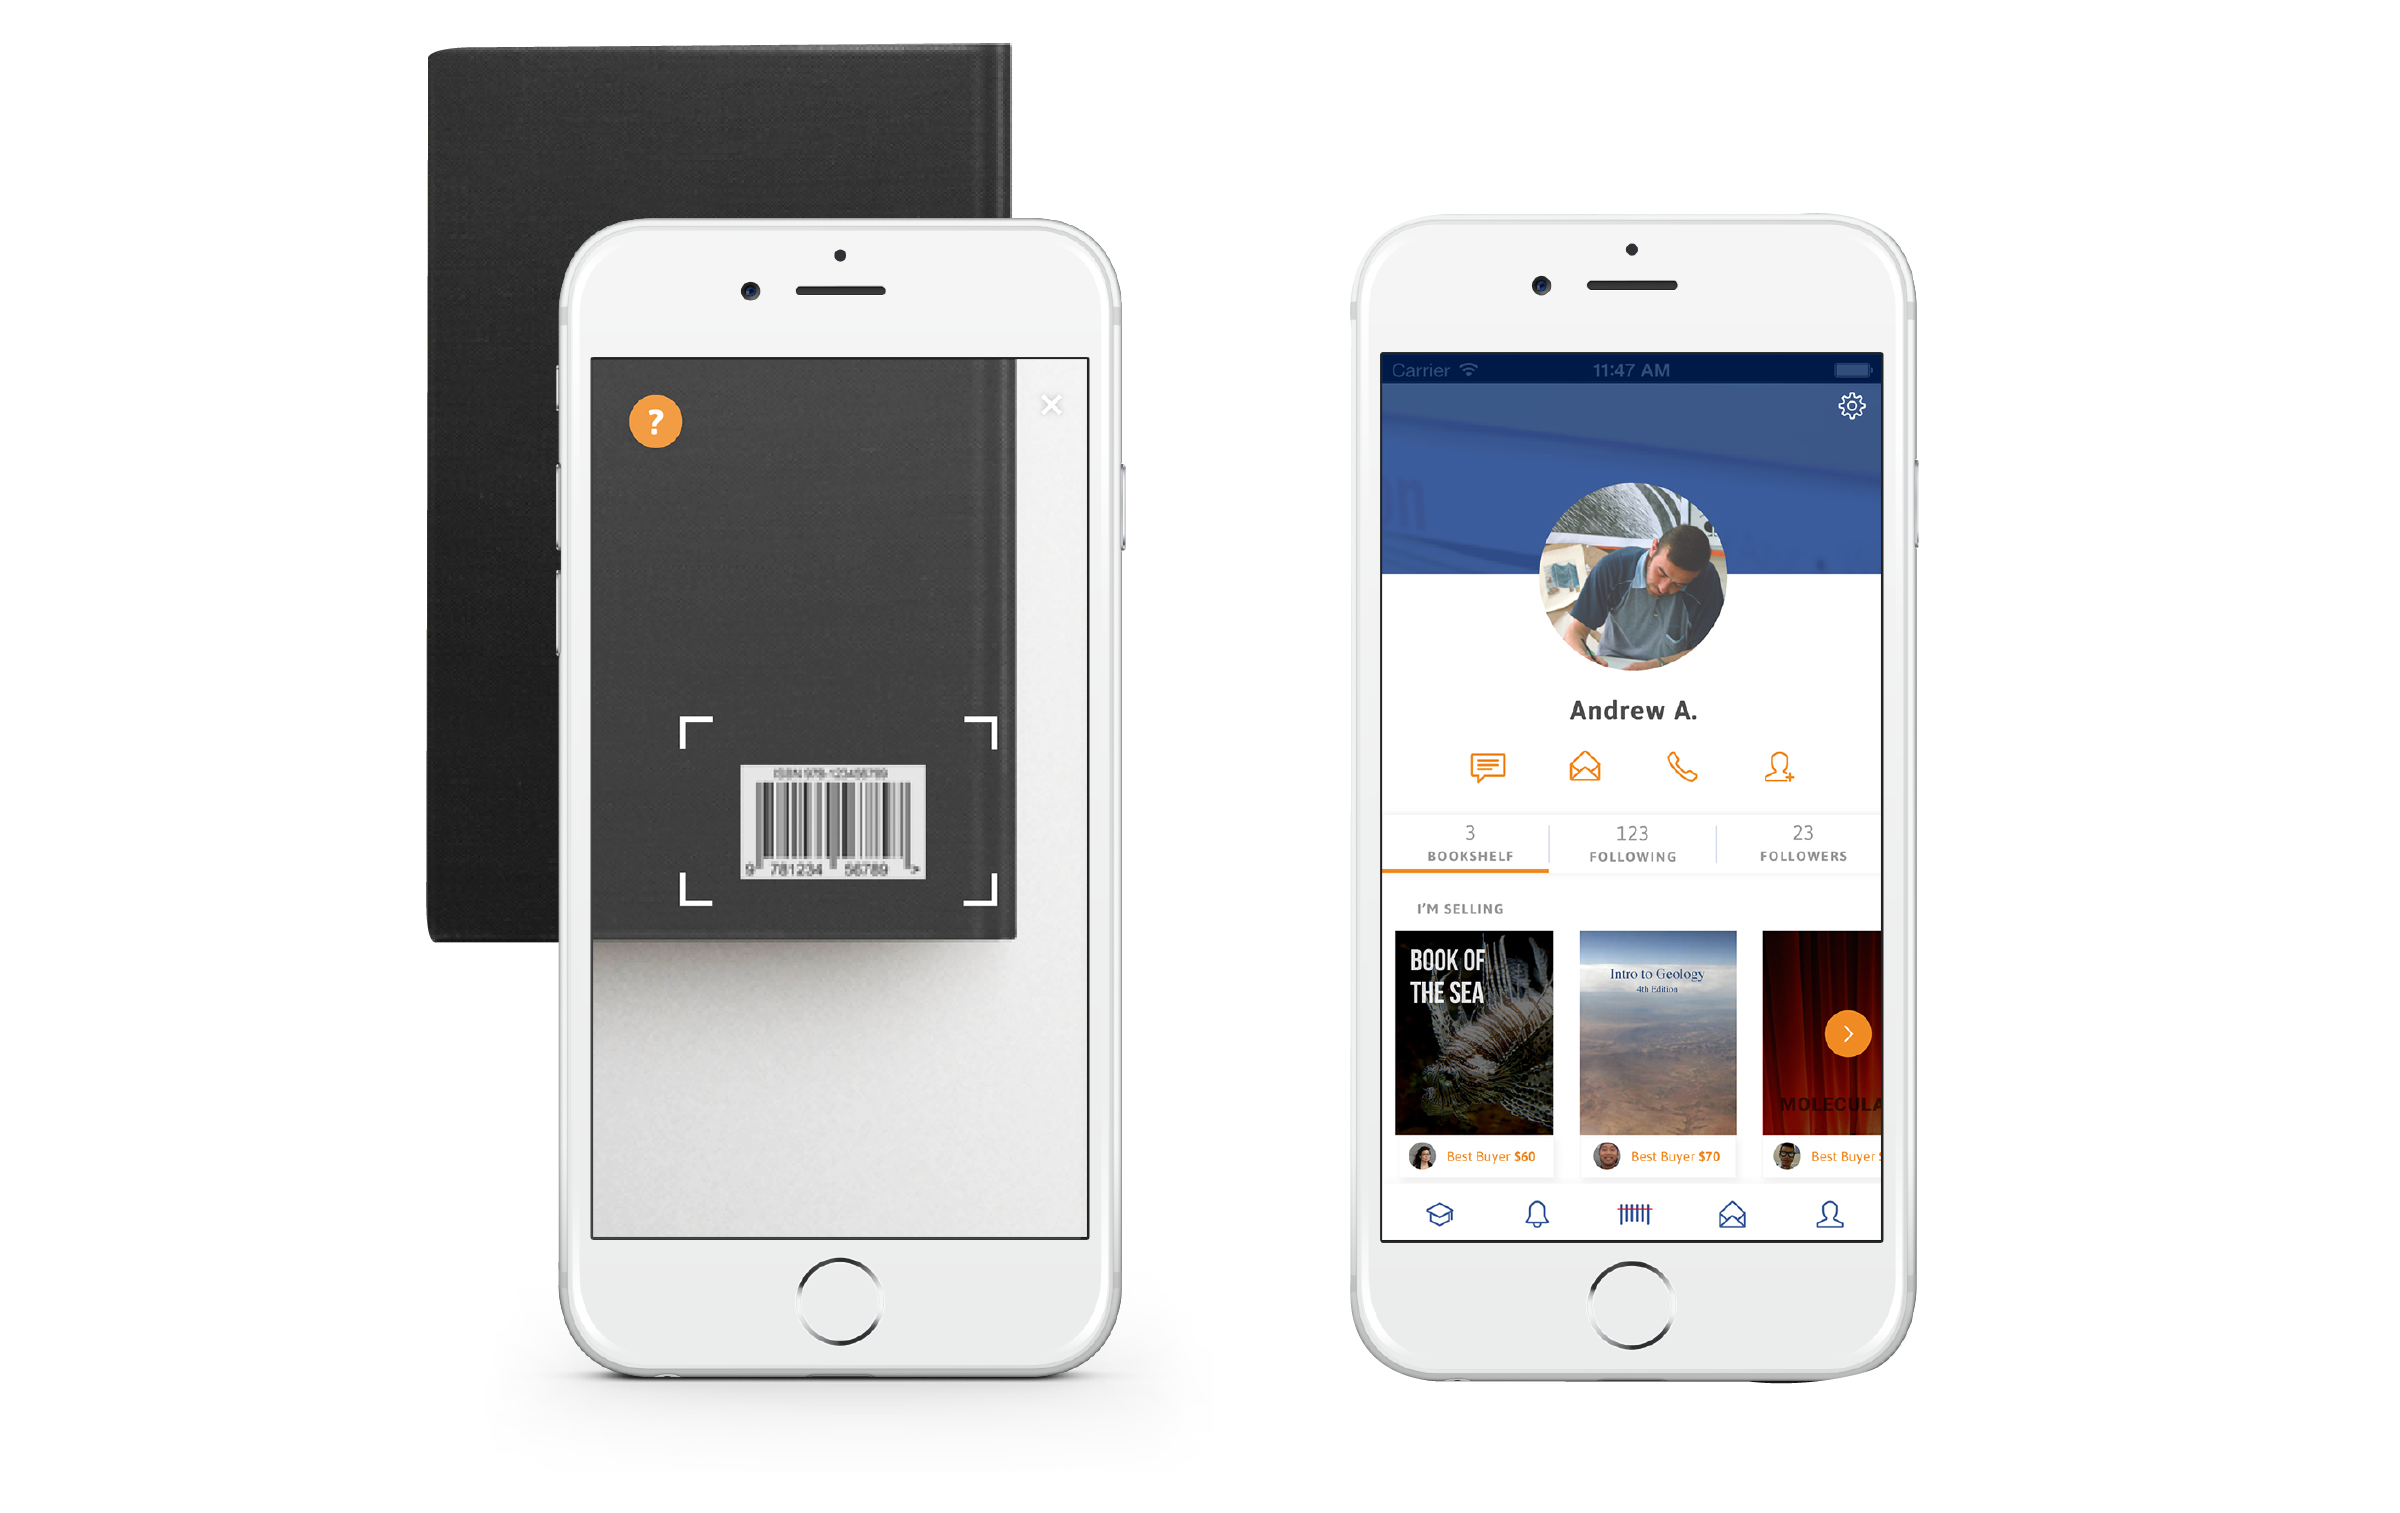 ?
ISBN 978-123456789
9 781234 56789 >
Carrier
11:47 AM
on
Andrew A.
3
BOOKSHELF
123
FOLLOWING
23
FOLLOWERS
I'M SELLING
BOOK OF
THE SEA
Best Buyer $60
Intro to Geology
4th Edition
Best Buyer $70
MOLECULA
Best Buyer